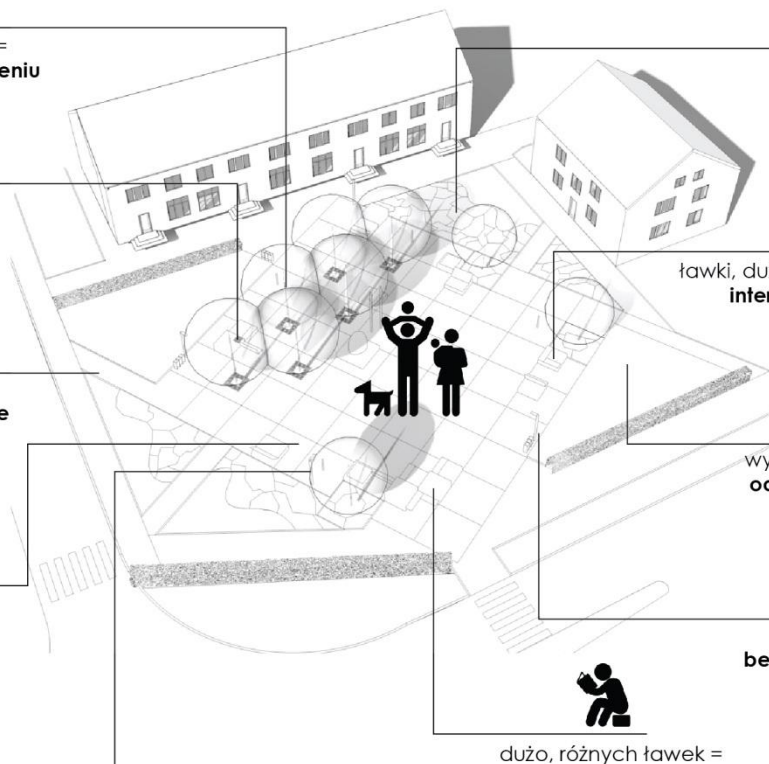 =
eniu
ławki, du
inter
e
wy
oc
be
dużo, różnych ławek =